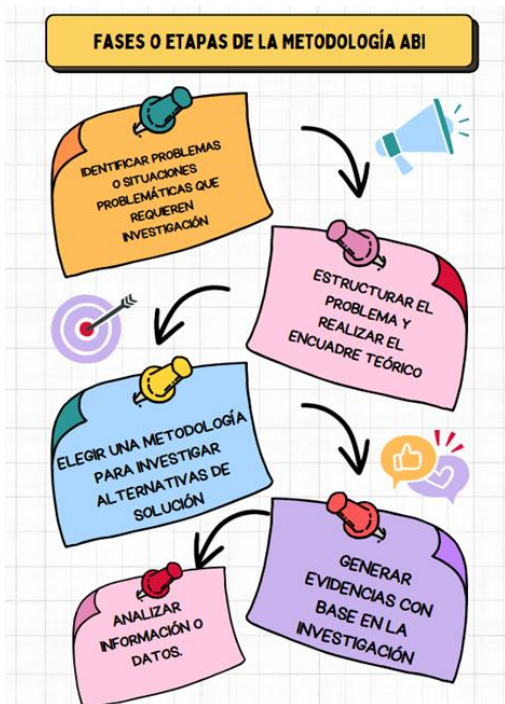 FASES O ETAPAS DE LA METODOLOGÍA ABI
IDENTIFICAR PROBLEMAS
O SITUACIONES
PROBLEMÁTICAS QUE
REQUIEREN
INVESTIGACIÓN
ESTRUCTURAR EL
PROBLEMA Y
REALIZAR EL
ENCUADRE TEÓRICO
ELEGIR UNA METODOLOGÍA
PARA INVESTIGAR
ALTERNATIVAS DE
SOLUCIÓN
GENERAR
EVIDENCIAS CON
BASE EN LA
INVESTIGACIÓN
ANALIZAR
INFORMACIÓN O
DATOS.